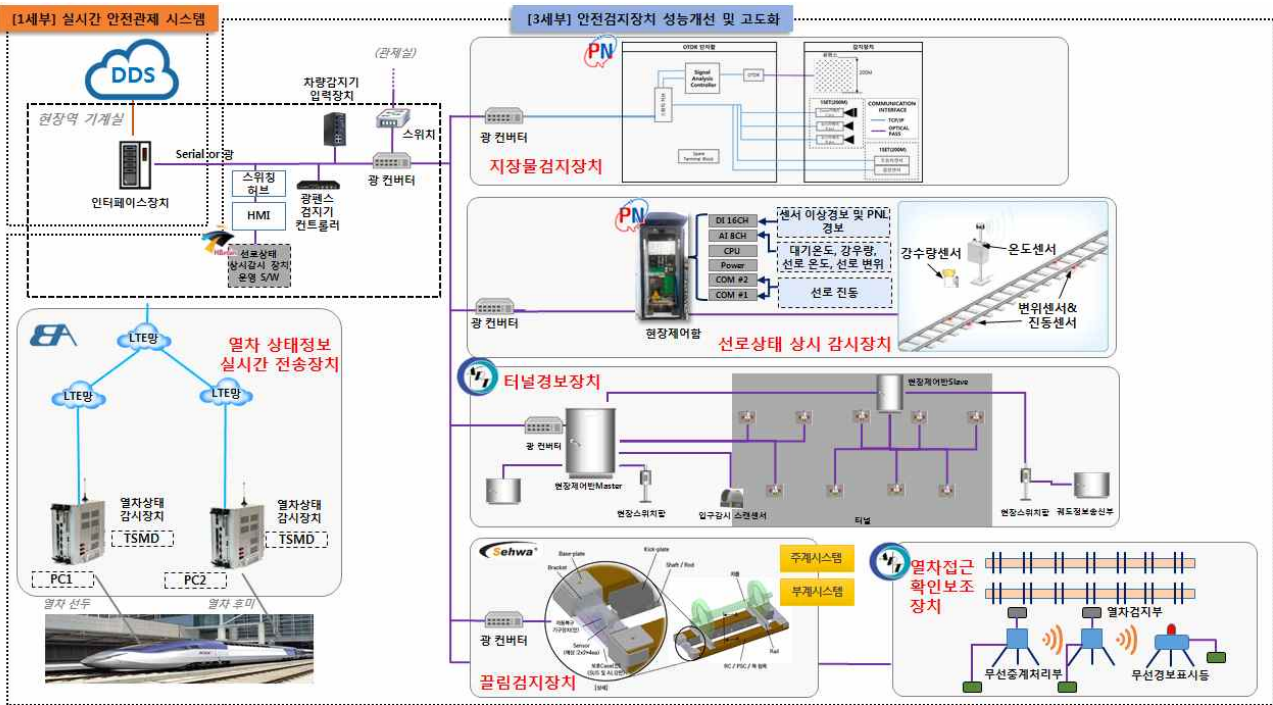 [1세부] 실시간 안전관제 시스템
[3세부] 안전검지장치 성능개선 및 고도화
DDS
현장역 기계실
Serial or 광
인터페이스장치
스위칭
허브
HMI
선로상태
상시감시 장치
운영 S/W
차량감지기
입력장치
광펜스
검지기
컨트롤러
(관제실)
스위치
광 컨버터
PN
광 컨버터
지장물검지장치
Signal
Analysis
Controller
OTDR
200M
1SET(200M)
COMMUNICATION
INTERFACE
TCP/IP
OPTICAL
PASS
1SET(200M)
PN
광 컨버터
현장제어함
DI 16CH
AI 8CH
CPU
Power
COM #2
COM #1
센서 이상경보 및 PNL
경보
대기온도, 강우량,
선로 온도, 선로 변위
선로 진동
선로상태 상시 감시장치
강수량센서
온도센서
변위센서&
진동센서
열차 상태정보
실시간 전송장치
LTE망
LTE망
LTE망
열차상태
감시장치
TSMD
PC1
열차상태
감시장치
TSMD
PC2
열차 선두
열차 후미
터널경보장치
광 컨버터
현장제어반Master
현장스위치함
입구감시 스캔센서
현장제어반Slave
터널
현장스위치함
궤도정보송신부
Sehwa
광 컨버터
끌림검지장치
Base-plate
Bracket
Kick-plate
Shaft / Rod
Sensor
[상세]
Rail
주계시스템
부계시스템
열차접근
확인보조
장치
열차검지부
무선중계처리부
무선경보표시등